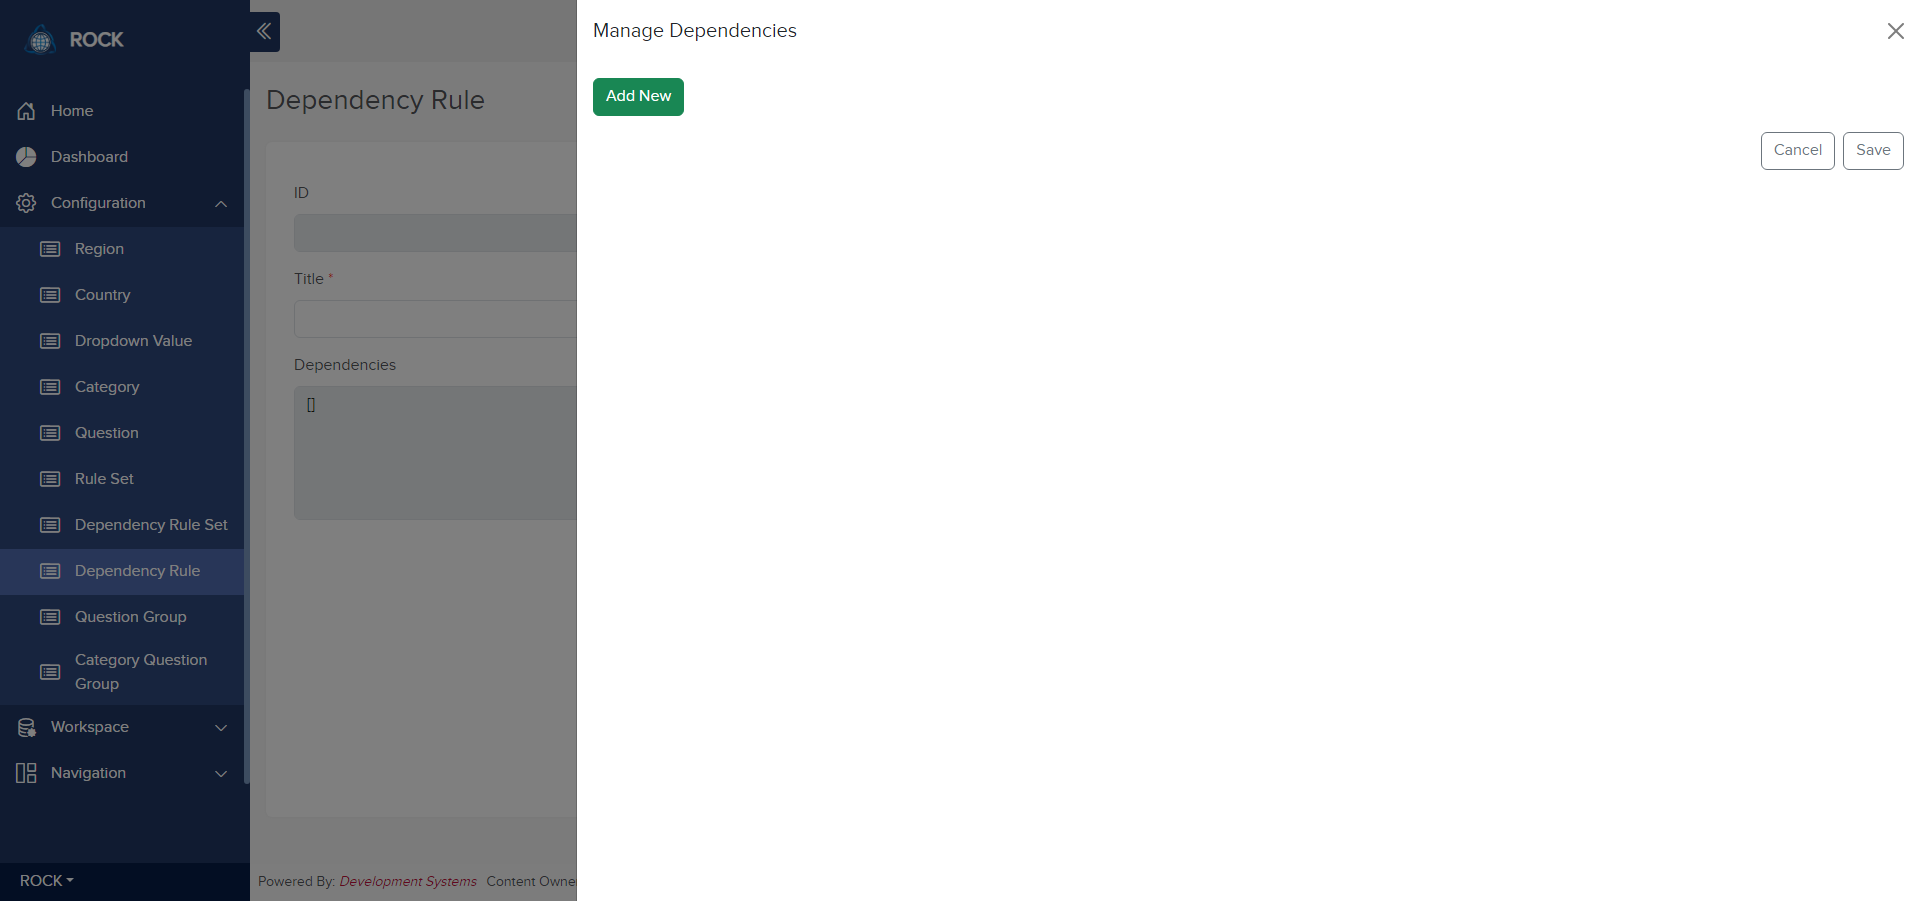 ROCK
Home
Dashboard
Configuration
Region
Country
Dropdown Value
Category
Question
Rule Set
Dependency Rule Set
Dependency Rule
Question Group
Category Question
Group
Workspace
Navigation
ROCK
Dependency Rule
ID
Title *
Dependencies
[]
Powered By: Development Systems Content Owne
Manage Dependencies
Add New
Cancel Save